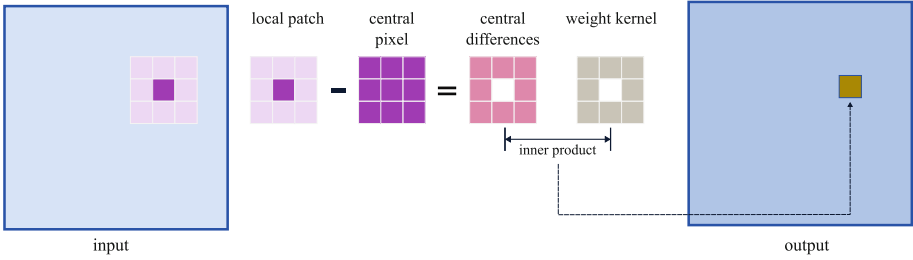 local patch
central
pixel
central
differences
weight kernel
inner product
input
output